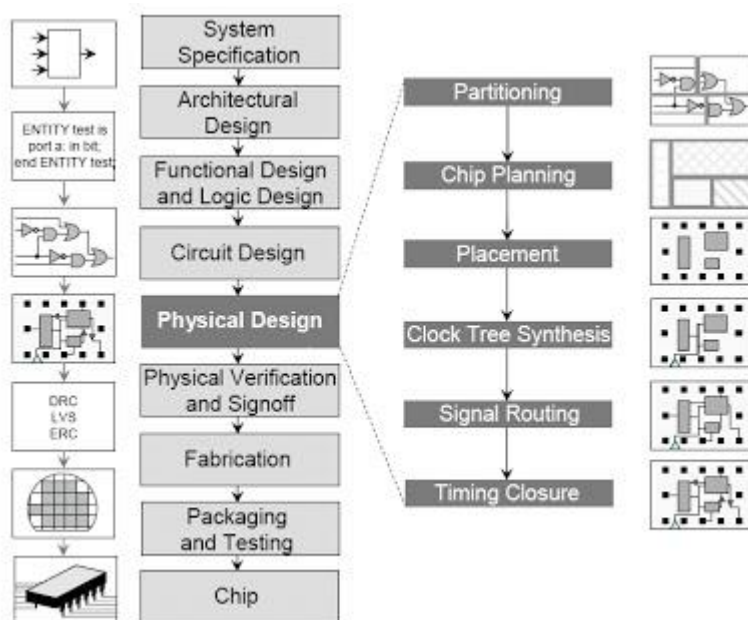 ENTITY test is
port a: in bit;
end ENTITY test;
DRC
LVS
ERC
System
Specification
Architectural
Design
Functional Design
and Logic Design
Circuit Design
Physical Design
Physical Verification
and Signoff
Fabrication
Packaging
and Testing
Chip
Partitioning
Chip Planning
Placement
Clock Tree Synthesis
Signal Routing
Timing Closure